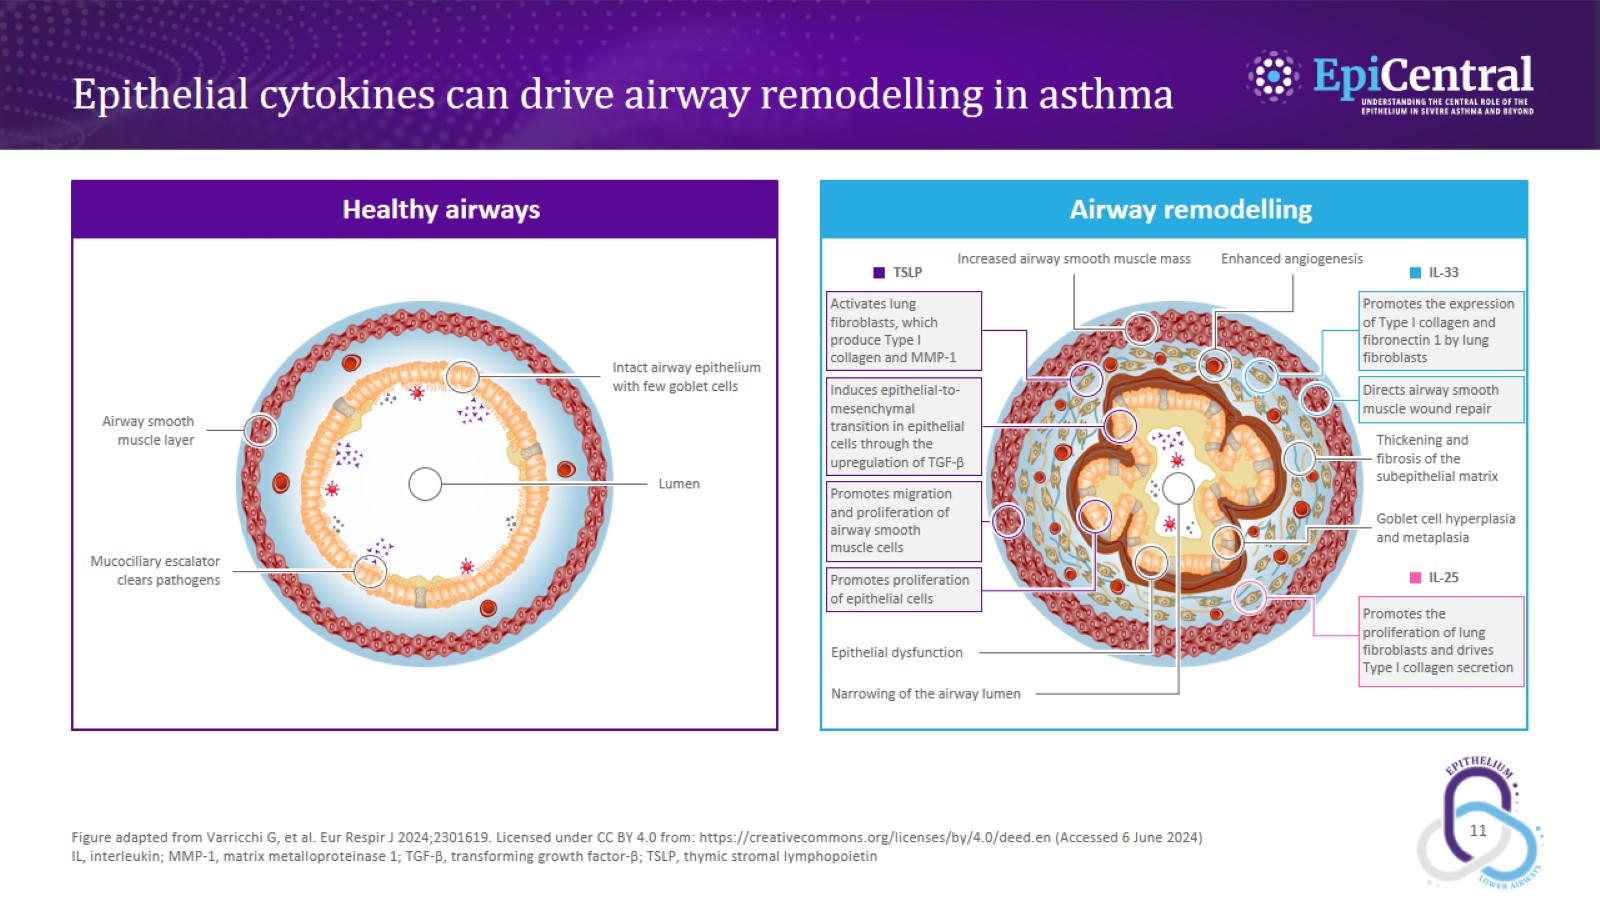 Epithelial cytokines can drive airway remodelling in asthma
EpiCentral
UNDERSTANDING THE CENTRAL ROLE OF THE
EPITHELIUM IN SEVERE ASTHMA AND BEYOND
Healthy airways
Intact airway epithelium
with few goblet cells
Airway smooth
muscle layer
Lumen
Mucociliary escalator
clears pathogens
Airway remodelling
Increased airway smooth muscle mass
Enhanced angiogenesis
TSLP
Activates lung
fibroblasts, which
produce Type I
collagen and MMP-1
Induces epithelial-to-
mesenchymal
transition in epithelial
cells through the
upregulation of TGF-β
Promotes migration
and proliferation of
airway smooth
muscle cells
Promotes proliferation
of epithelial cells
Epithelial dysfunction
Narrowing of the airway lumen
IL-33
Promotes the expression
of Type I collagen and
fibronectin 1 by lung
fibroblasts
Directs airway smooth
muscle wound repair
Thickening and
fibrosis of the
subepithelial matrix
Goblet cell hyperplasia
and metaplasia
IL-25
Promotes the
proliferation of lung
fibroblasts and drives
Type I collagen secretion
Figure adapted from Varricchi G, et al. Eur Respir J 2024;2301619. Licensed under CC BY 4.0 from: https://creativecommons.org/licenses/by/4.0/deed.en (Accessed 6 June 2024)
IL, interleukin; MMP-1, matrix metalloproteinase 1; TGF-β, transforming growth factor-β; TSLP, thymic stromal lymphopoietin
EPITHELIUM
11
LOWER AIRWAYS